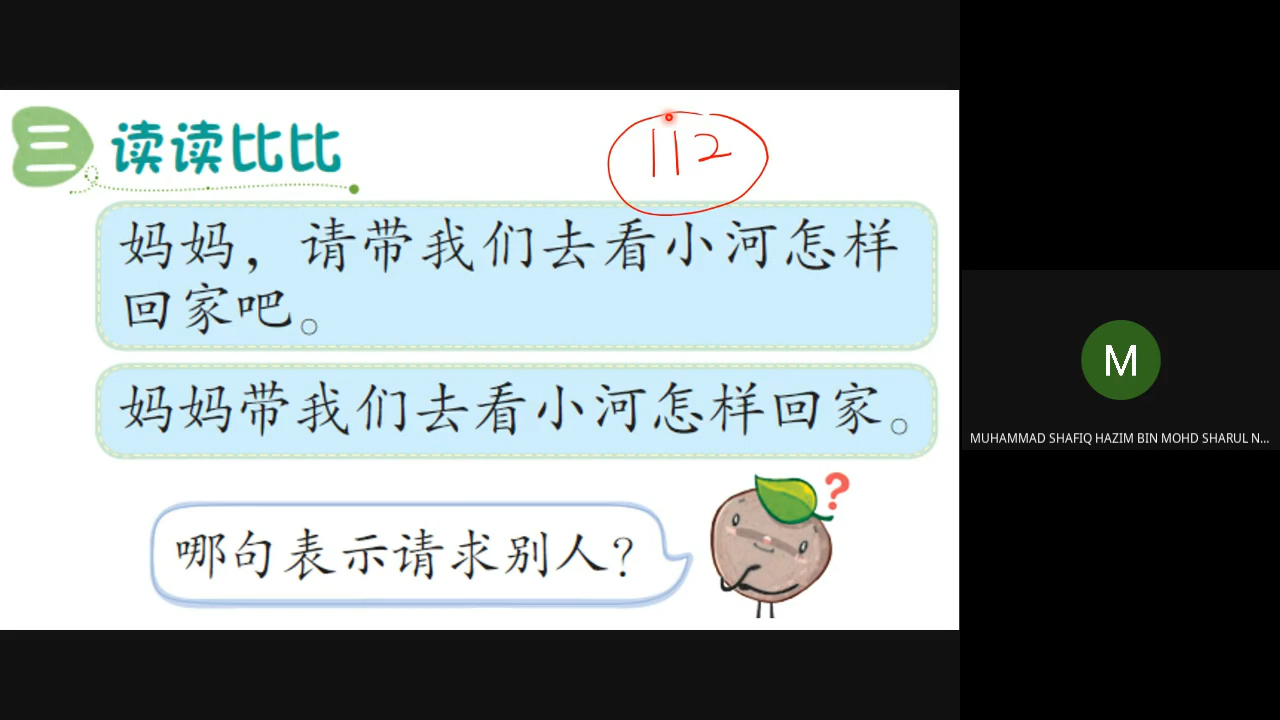 三 读读比比
112
妈妈，请带我们去看小河怎样
回家吧。
妈妈带我们去看小河怎样回家。
哪句表示请求别人？
?
M
MUHAMMAD SHAFIQ HAZIM BIN MOHD SHARUL N...